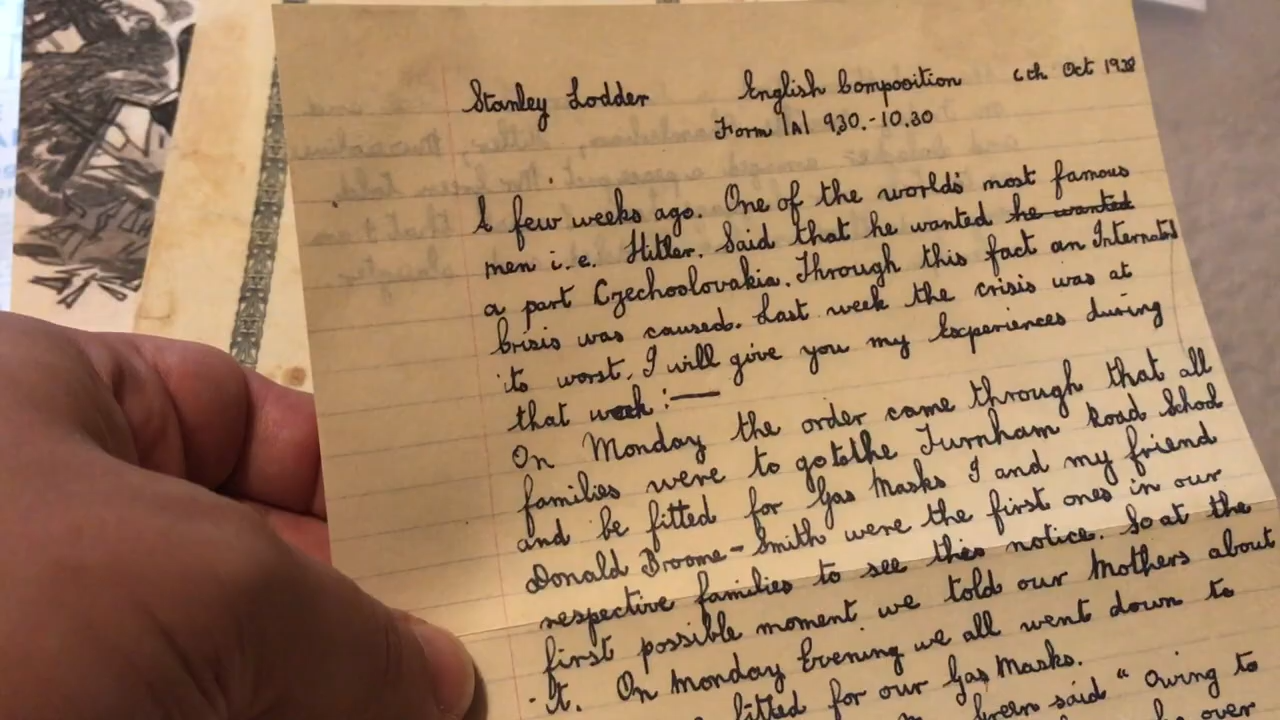 Stanley Lodder English Composition 6th Oct 1938
Form 1A1 9.30.-10.30
A few weeks ago. One of the world's most famous
men i.e. Hitler. Said that he wanted he wanted
a part Czechoslovakia. Through this fact an International
Crisis was caused. Last week the crisis was at
its worst. I will give you my Experiences during
that week :—
On Monday the order came through that all
families were to go to the Turnham Road School
and be fitted for Gas Masks I and my friend
Donald Broome-Smith were the first ones in our
respective families to see this notice. So at the
first possible moment we told our Mothers about
it. On Monday Evening we all went down to
fitted for our Gas Masks.
Green said “ Owing to
over